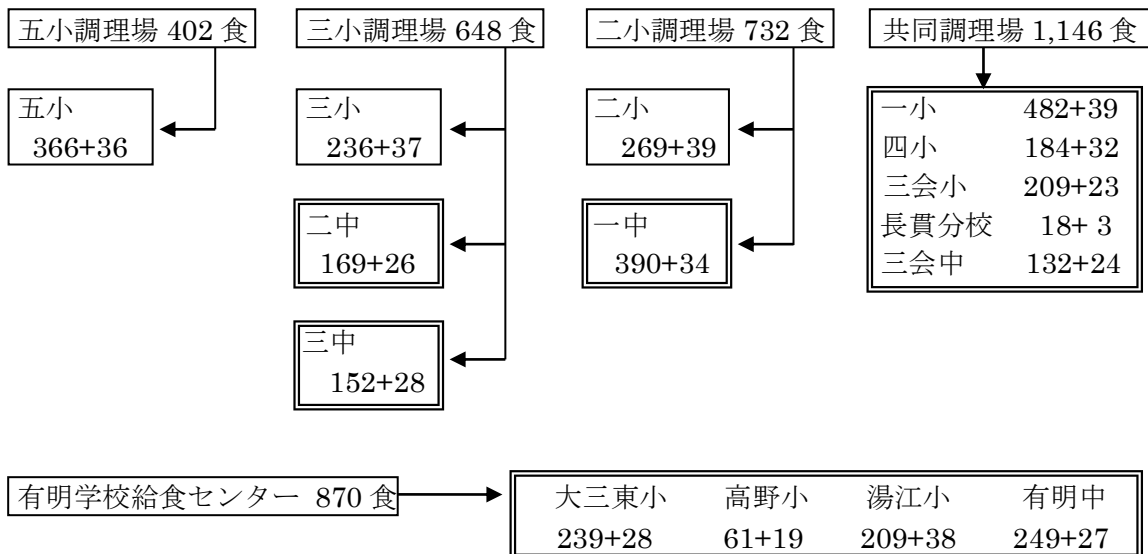 五小調理場 402 食
三小調理場 648 食
二小調理場 732 食
共同調理場 1,146 食
五小
366+36
三小
236+37
二中
169+26
三中
152+28
二小
269+39
一中
390+34
一小 482+39
四小 184+32
三会小 209+23
長貫分校 18+ 3
三会中 132+24
有明学校給食センター 870 食
大三東小 高野小 湯江小 有明中
239+28 61+19 209+38 249+27